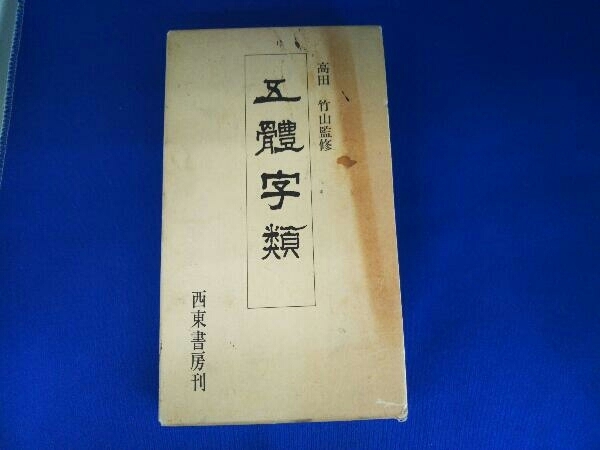 高田 竹山監修
五體字類
西東書房刊